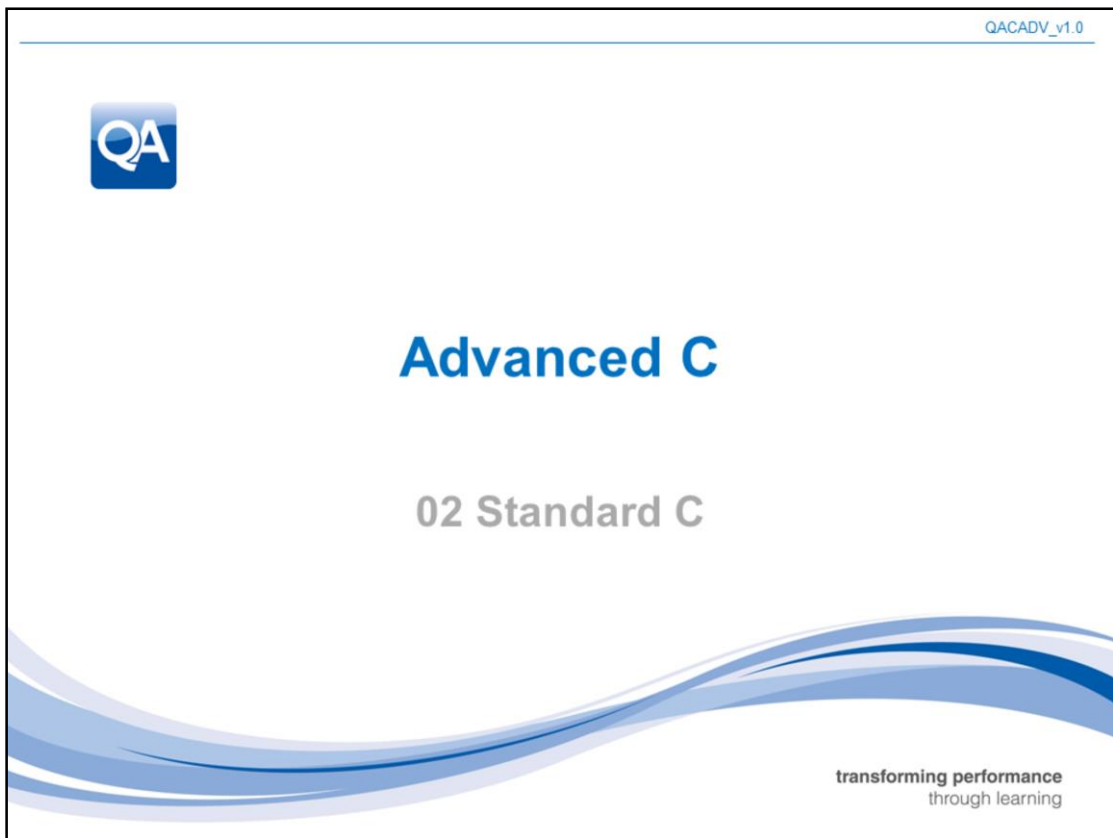 QACADV_v1.0
QA
Advanced C
02 Standard C
transforming performance
through learning